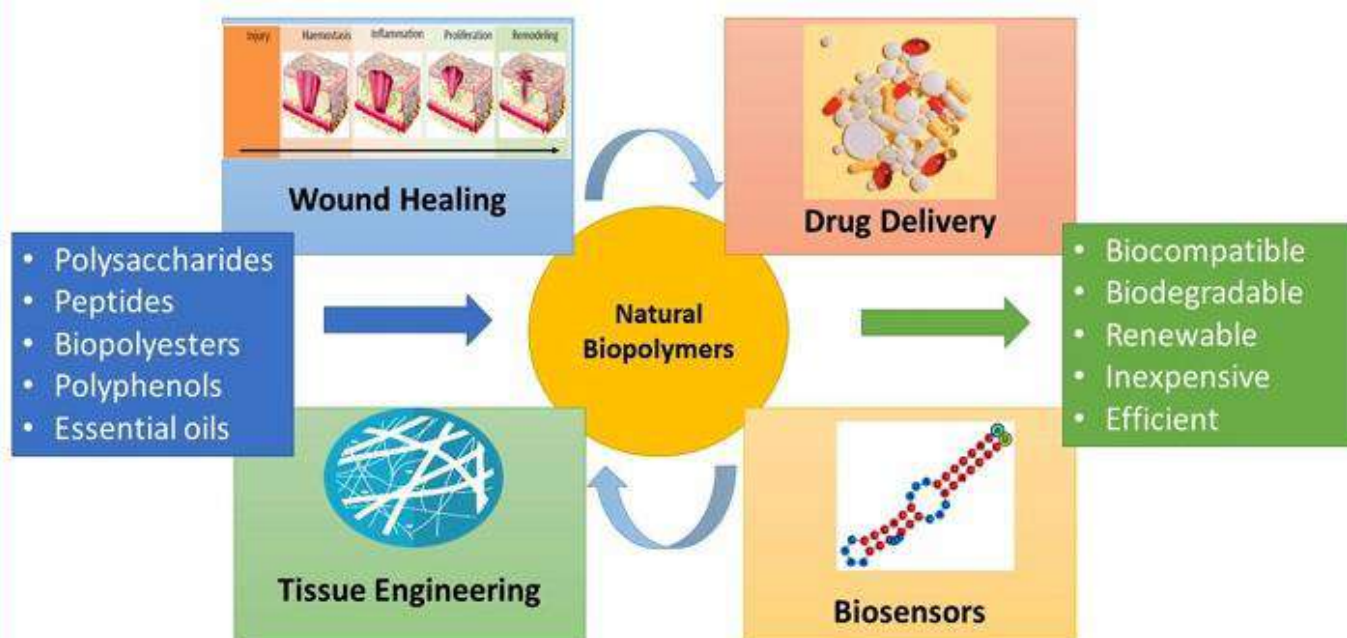 Injury
Haemostasis
Inflammation
Proliferation
Remodeling
Wound Healing
Drug Delivery
• Polysaccharides
• Peptides
• Biopolyesters
• Polyphenols
• Essential oils
Natural
Biopolymers
• Biocompatible
• Biodegradable
• Renewable
• Inexpensive
• Efficient
Tissue Engineering
Biosensors